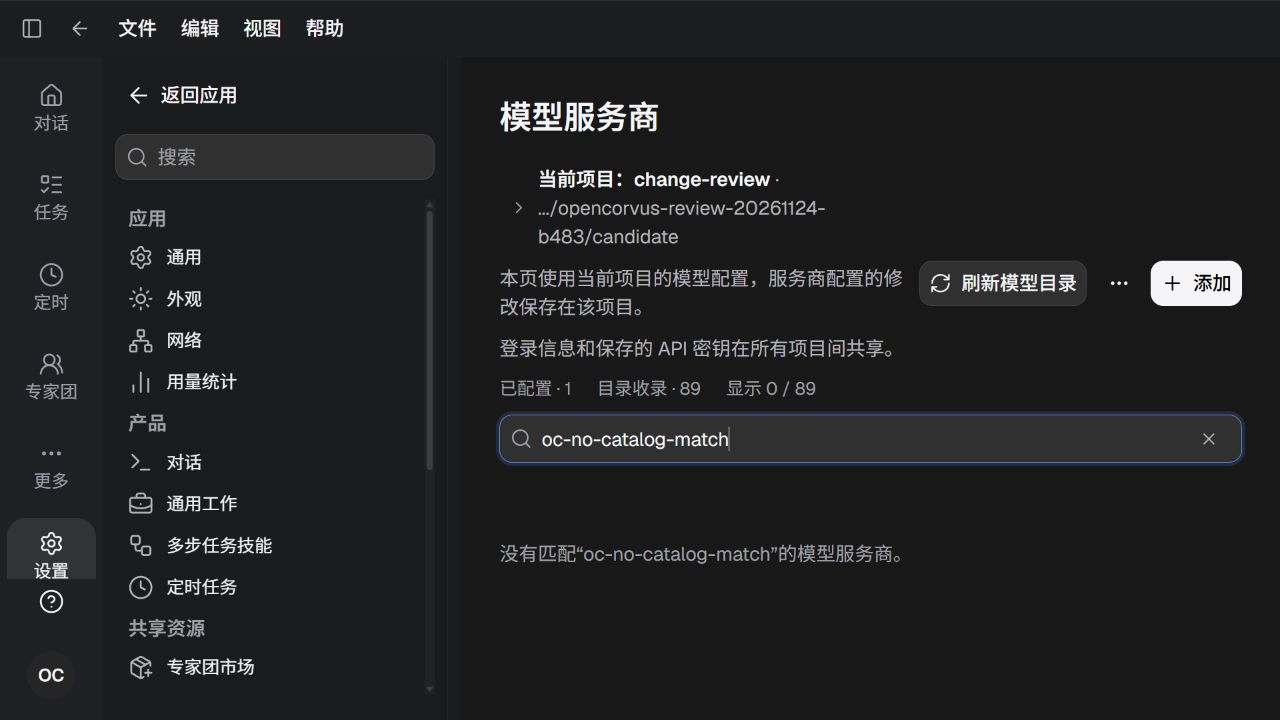 文件 编辑 视图 帮助
对话
任务
定时
专家团
更多
设置
OC
返回应用
搜索
应用
通用
外观
网络
用量统计
产品
对话
通用工作
多步任务技能
定时任务
共享资源
专家团市场
模型服务商
当前项目：change-review ·
.../opencorvus-review-20261124-
b483/candidate
本页使用当前项目的模型配置，服务商配置的修
改保存在该项目。
刷新模型目录
添加
登录信息和保存的 API 密钥在所有项目间共享。
已配置 · 1 目录收录 · 89 显示 0 / 89
oc-no-catalog-match
没有匹配“oc-no-catalog-match”的模型服务商。